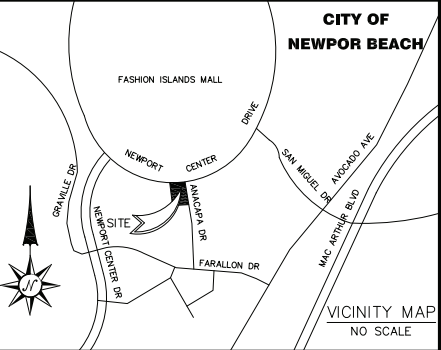 CITY OF
NEWPOR BEACH
FASHION ISLANDS MALL
NEWPORT CENTER DRIVE
SAN MIGUEL DR
AVOCADO AVE
MAC ARTHUR BLVD
GRAVILLE DR
NEWPORT CENTER DR
SITE
ANACAPA DR
FARALLON DR
N
VICINITY MAP
NO SCALE